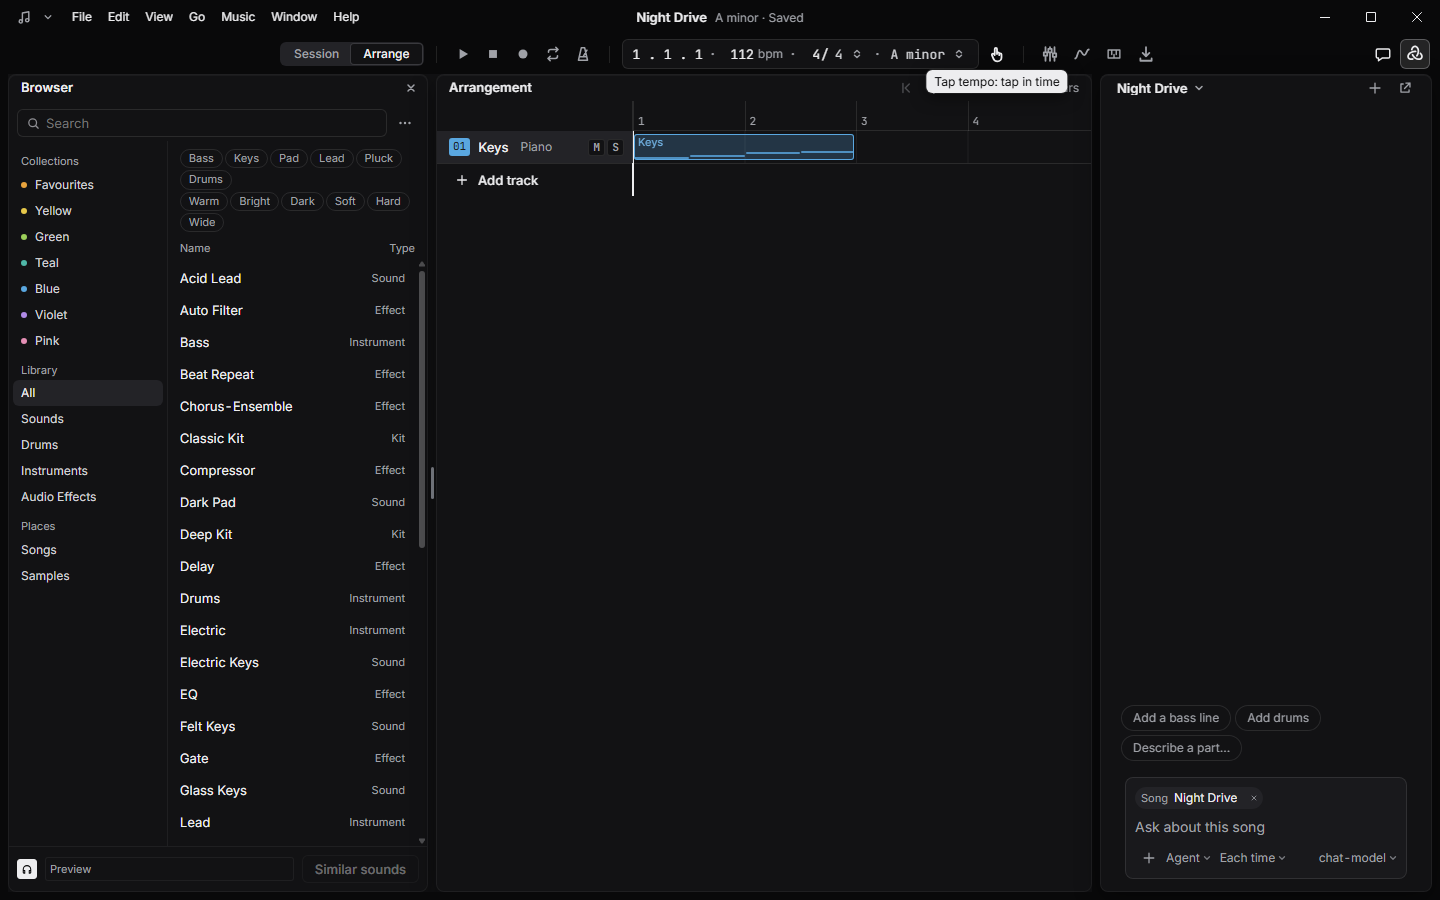 File Edit View Go Music Window Help
Night Drive A minor · Saved
Session Arrange
1 . 1 . 1 · 112 bpm · 4/ 4 · A minor
Tap tempo: tap in time
Browser
Search
Collections
Favourites
Yellow
Green
Teal
Blue
Violet
Pink
Library
All
Sounds
Drums
Instruments
Audio Effects
Places
Songs
Samples
Bass Keys Pad Lead Pluck
Drums
Warm Bright Dark Soft Hard
Wide
Name Type
Acid Lead Sound
Auto Filter Effect
Bass Instrument
Beat Repeat Effect
Chorus-Ensemble Effect
Classic Kit Kit
Compressor Effect
Dark Pad Sound
Deep Kit Kit
Delay Effect
Drums Instrument
Electric Instrument
Electric Keys Sound
EQ Effect
Felt Keys Sound
Gate Effect
Glass Keys Sound
Lead Instrument
Preview Similar sounds
Arrangement
1 2 3 4
01 Keys Piano M S
Keys
Add track
Night Drive
Add a bass line Add drums
Describe a part...
Song Night Drive ×
Ask about this song
Agent Each time chat-model